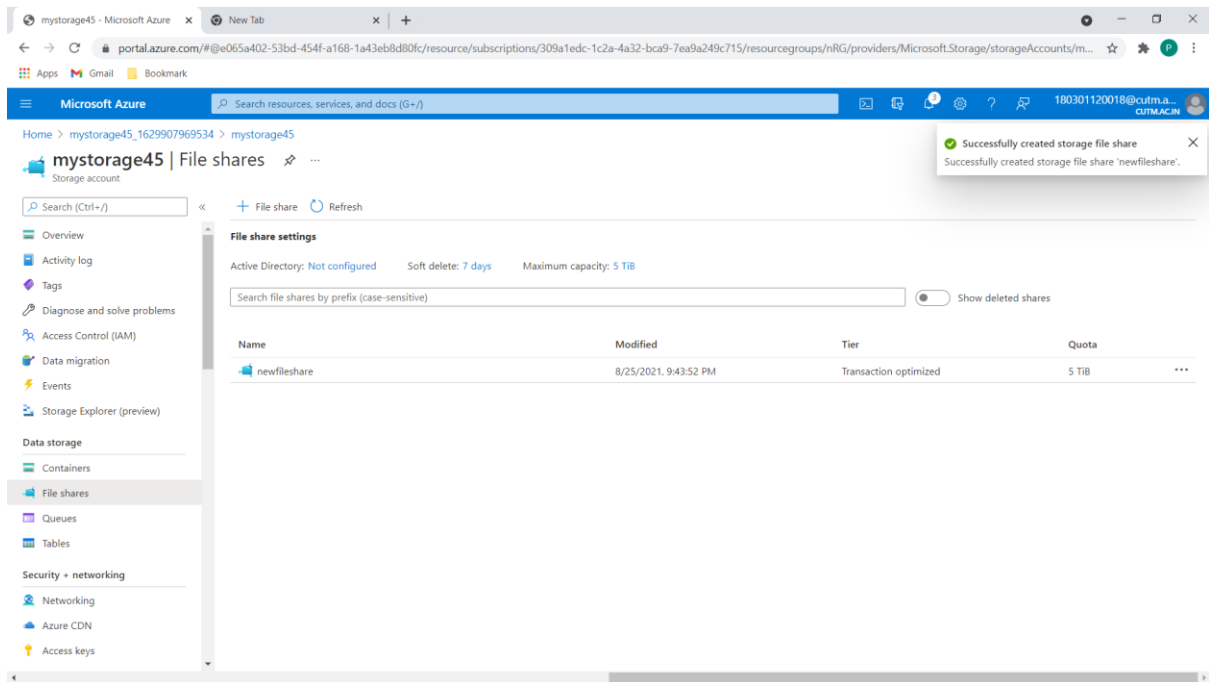 mystorage45 - Microsoft Azure
New Tab
portal.azure.com/#@e065a402-53bd-454f-a168-1a43eb8d80fc/resource/subscriptions/309a1edc-1c2a-4a32-bca9-7ea9a249c715/resourcegroups/nRG/providers/Microsoft.Storage/storageAccounts/m...
P
Apps Gmail Bookmark
Microsoft Azure
Search resources, services, and docs (G+/)
3
180301120018@cutm.a...
CUTM.AC.IN
Home > mystorage45_1629907969534 > mystorage45
mystorage45 | File shares ...
Storage account
Successfully created storage file share
Successfully created storage file share 'newfileshare'.
Search (Ctrl+/)
«
+ File share Refresh
Overview
Activity log
Tags
Diagnose and solve problems
Access Control (IAM)
Data migration
Events
Storage Explorer (preview)
Data storage
Containers
File shares
Queues
Tables
Security + networking
Networking
Azure CDN
Access keys
File share settings
Active Directory: Not configured Soft delete: 7 days Maximum capacity: 5 TiB
Search file shares by prefix (case-sensitive)
Show deleted shares
Name Modified Tier Quota
newfileshare 8/25/2021, 9:43:52 PM Transaction optimized 5 TiB ...